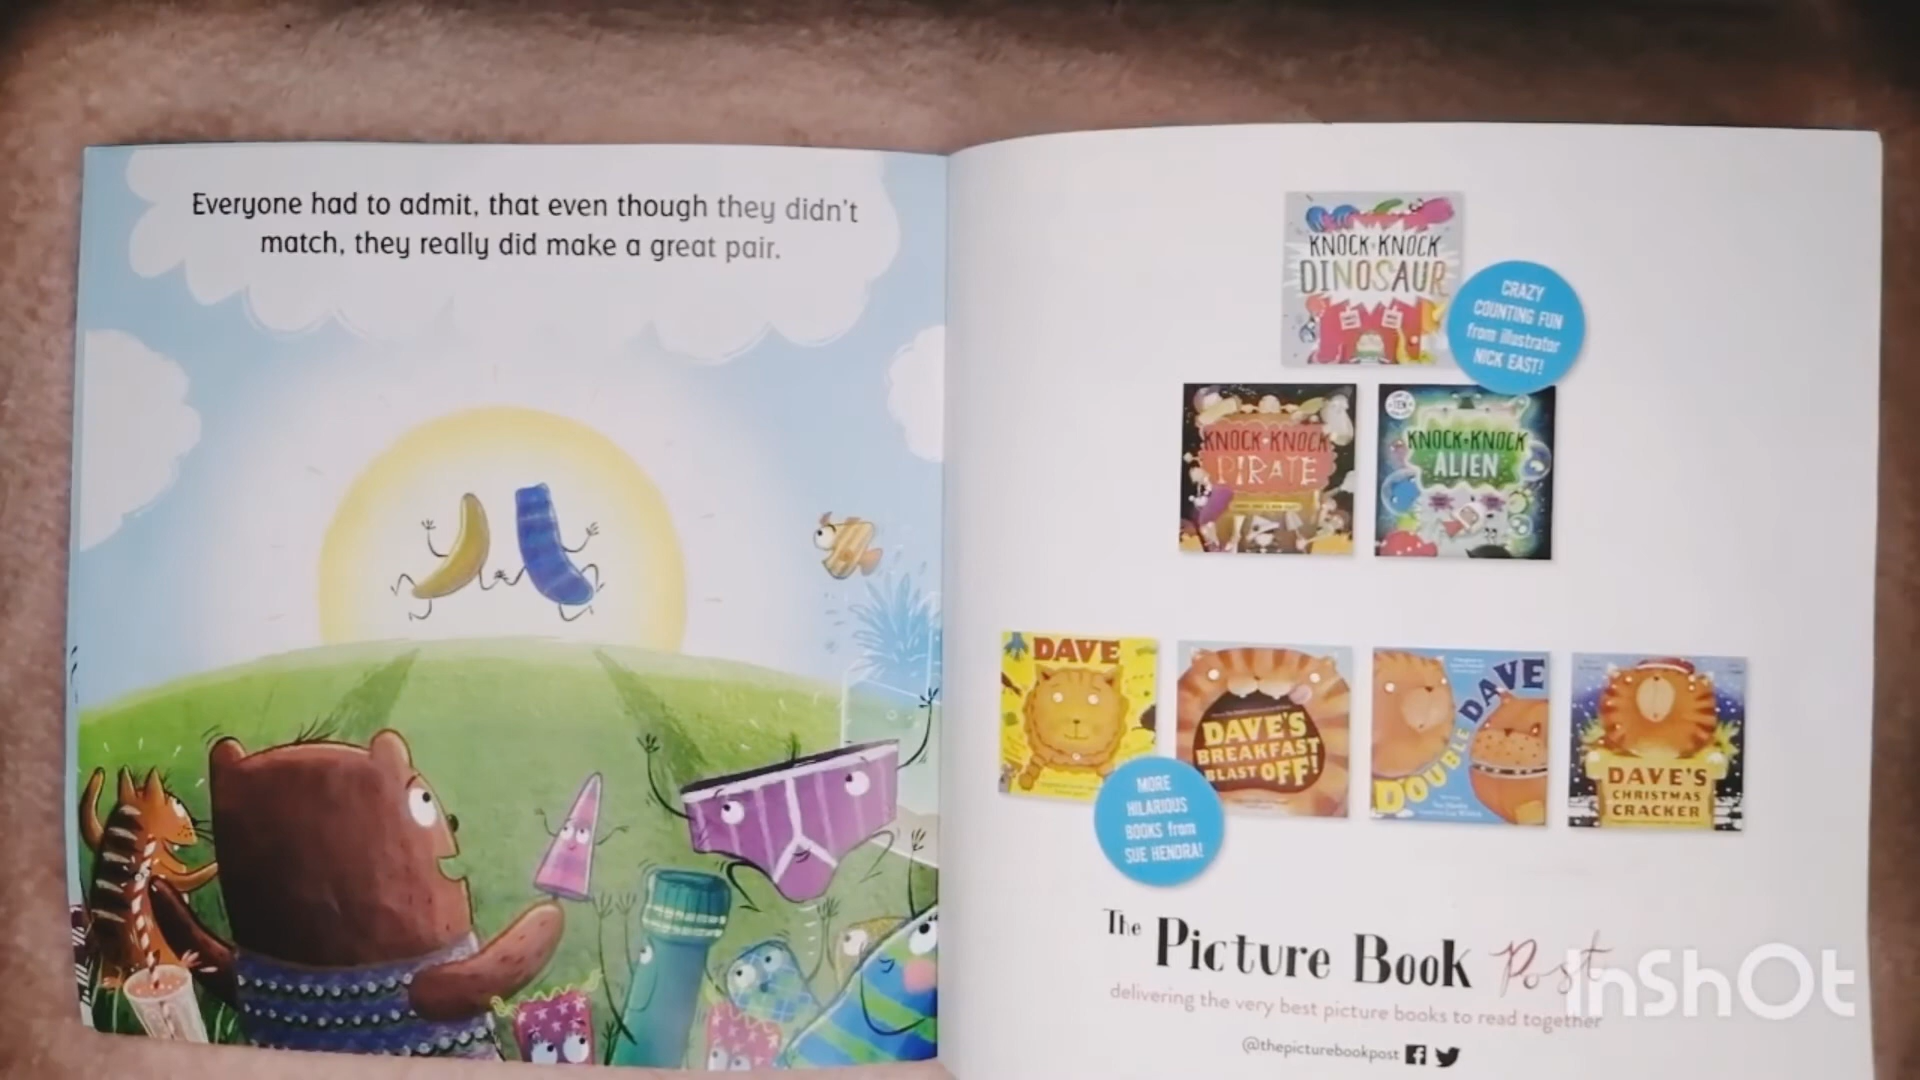 Everyone had to admit, that even though they didn't
match, they really did make a great pair.
KNOCK KNOCK
DINOSAUR
CRAZY
COUNTING FUN
from illustrator
NICK EAST!
KNOCK-KNOCK
PIRATE
KNOCK-KNOCK
ALIEN
DAVE
DAVE'S
BREAKFAST
BLAST OFF!
DOUBLE DAVE
DAVE'S
CHRISTMAS
CRACKER
MORE
HILARIOUS
BOOKS from
SUE HENDRA!
The Picture Book Post
delivering the very best picture books to read together
@thepicturebookpost
InShOt